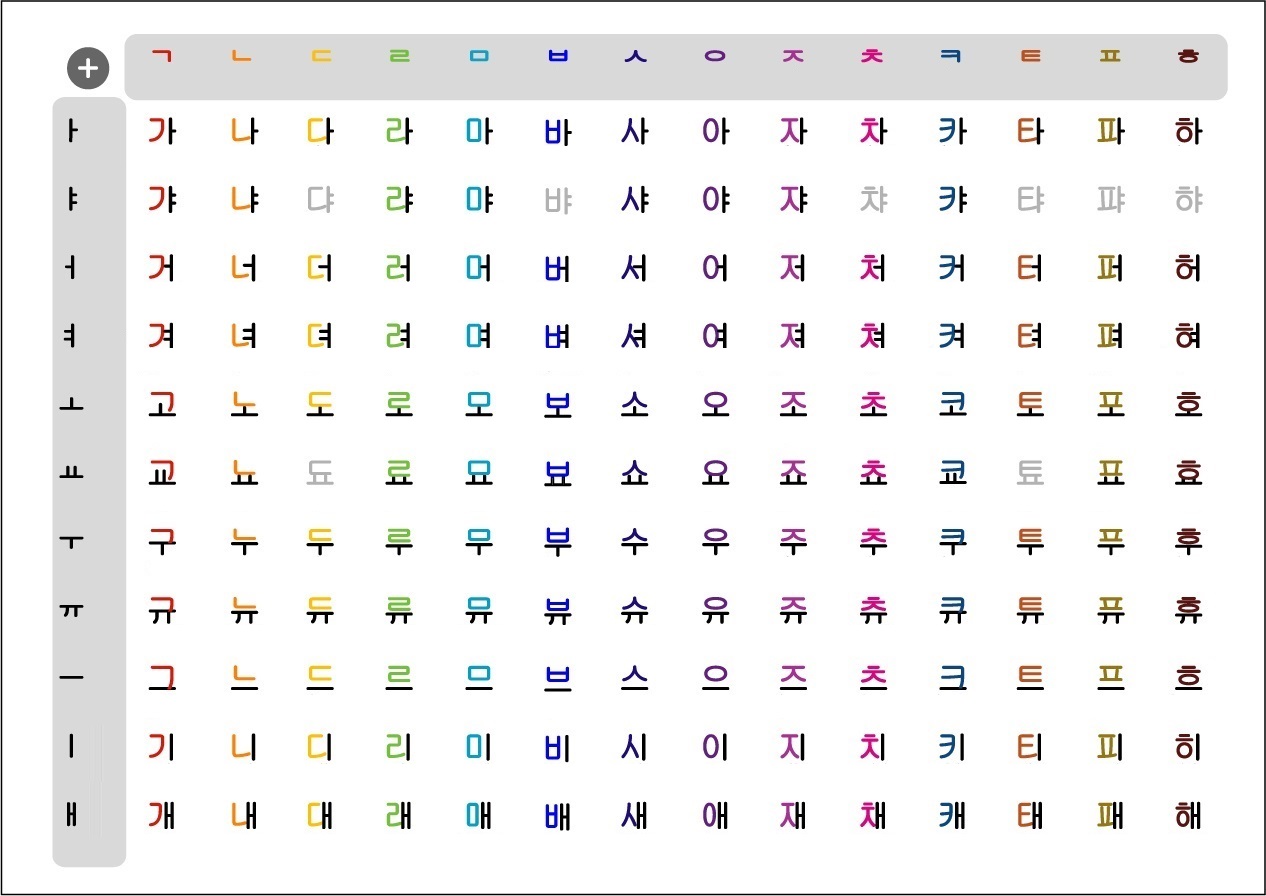 + ㄱ ㄴ ㄷ ㄹ ㅁ ㅂ ㅅ ㅇ ㅈ ㅊ ㅋ ㅌ ㅍ ㅎ
ㅏ 가 나 다 라 마 바 사 아 자 차 카 타 파 하
ㅑ 갸 냐 댜 랴 먀 뱌 샤 야 쟈 챠 캬 탸 퍄 햐
ㅓ 거 너 더 러 머 버 서 어 저 처 커 터 퍼 허
ㅕ 겨 녀 뎌 려 며 벼 셔 여 져 쳐 켜 텨 펴 혀
ㅗ 고 노 도 로 모 보 소 오 조 초 코 토 포 호
ㅛ 교 뇨 됴 료 묘 뵤 쇼 요 죠 쵸 쿄 툐 표 효
ㅜ 구 누 두 루 무 부 수 우 주 추 쿠 투 푸 후
ㅠ 규 뉴 듀 류 뮤 뷰 슈 유 쥬 츄 큐 튜 퓨 휴
ㅡ 그 느 드 르 므 브 스 으 즈 츠 크 트 프 흐
ㅣ 기 니 디 리 미 비 시 이 지 치 키 티 피 히
ㅐ 개 내 대 래 매 배 새 애 재 채 캐 태 패 해